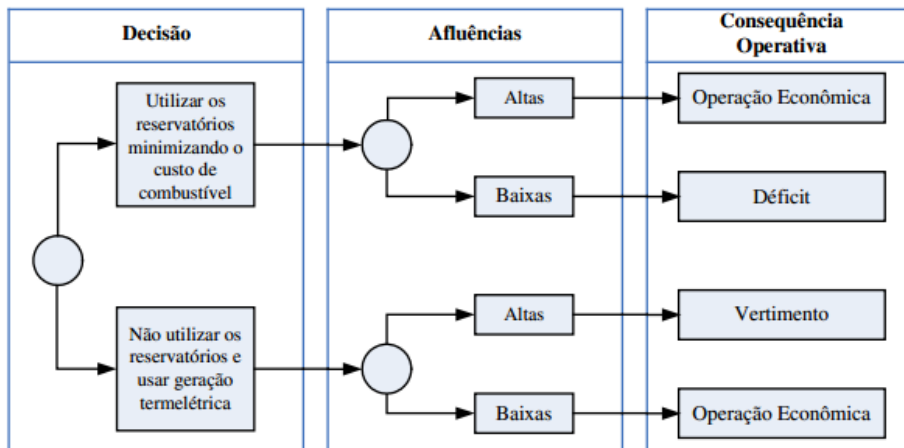 Decisão
Afluências
Consequência
Operativa
Utilizar os
reservatórios
minimizando o
custo de
combustível
Altas
Operação Econômica
Baixas
Déficit
Não utilizar os
reservatórios e
usar geração
termelétrica
Altas
Vertimento
Baixas
Operação Econômica